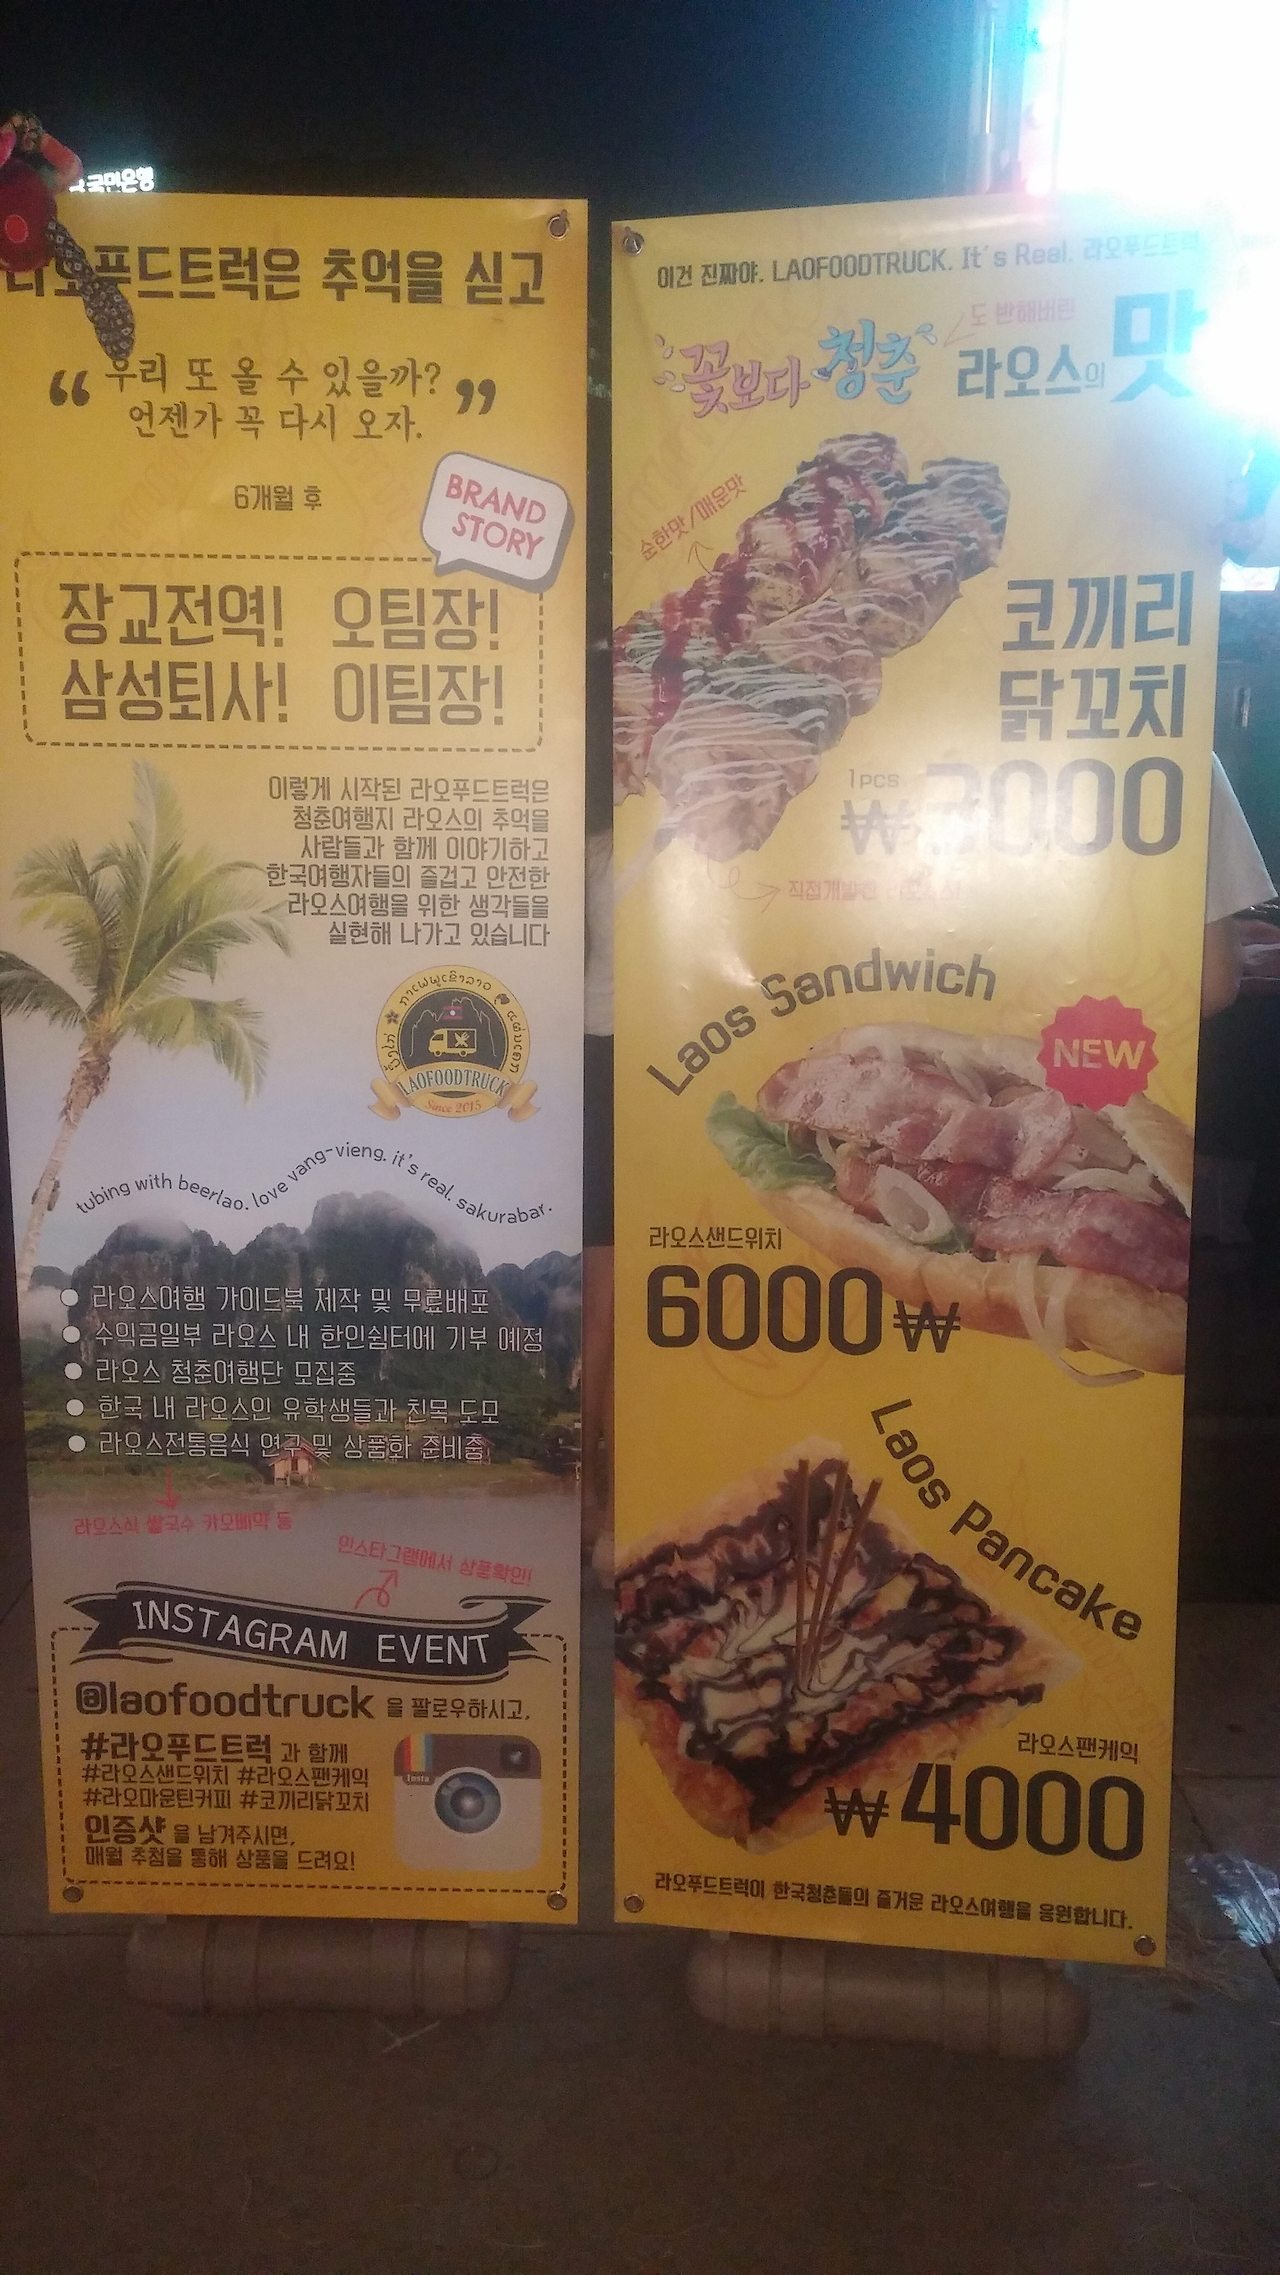 국민은행
라오푸드트럭은 추억을 싣고
“ 우리 또 올 수 있을까?
언젠가 꼭 다시 오자. ”
6개월 후
BRAND
STORY
장교전역! 오팀장!
삼성퇴사! 이팀장!
이렇게 시작된 라오푸드트럭은
청춘여행지 라오스의 추억을
사람들과 함께 이야기하고
한국여행자들의 즐겁고 안전한
라오스여행을 위한 생각들을
실현해 나가고 있습니다
LAOFOODTRUCK
Since 2015
tubing with beerlao. love vang-vieng. it's real. sakurabar.
라오스여행 가이드북 제작 및 무료배포
수익금일부 라오스 내 한인쉼터에 기부 예정
라오스 청춘여행단 모집중
한국 내 라오스인 유학생들과 친목 도모
라오스전통음식 연구 및 상품화 준비중
라오스식 쌀국수 카오삐약 등
인스타그램에서 상품확인!
INSTAGRAM EVENT
@laofoodtruck 을 팔로우하시고,
#라오푸드트럭 과 함께
#라오스샌드위치 #라오스팬케익
#라오마운틴커피 #코끼리닭꼬치
Insta
인증샷 을 남겨주시면,
매월 추첨을 통해 상품을 드려요!
이건 진짜야. LAOFOODTRUCK. It's Real. 라오푸드트럭
도 반해버린
꽃보다 청춘 라오스의 맛
순한맛/매운맛
코끼리
닭꼬치
1pcs
₩3000
직접개발한
Laos Sandwich
NEW
라오스샌드위치
6000₩
Laos Pancake
라오스팬케익
₩4000
라오푸드트럭이 한국청춘들의 즐거운 라오스여행을 응원합니다.